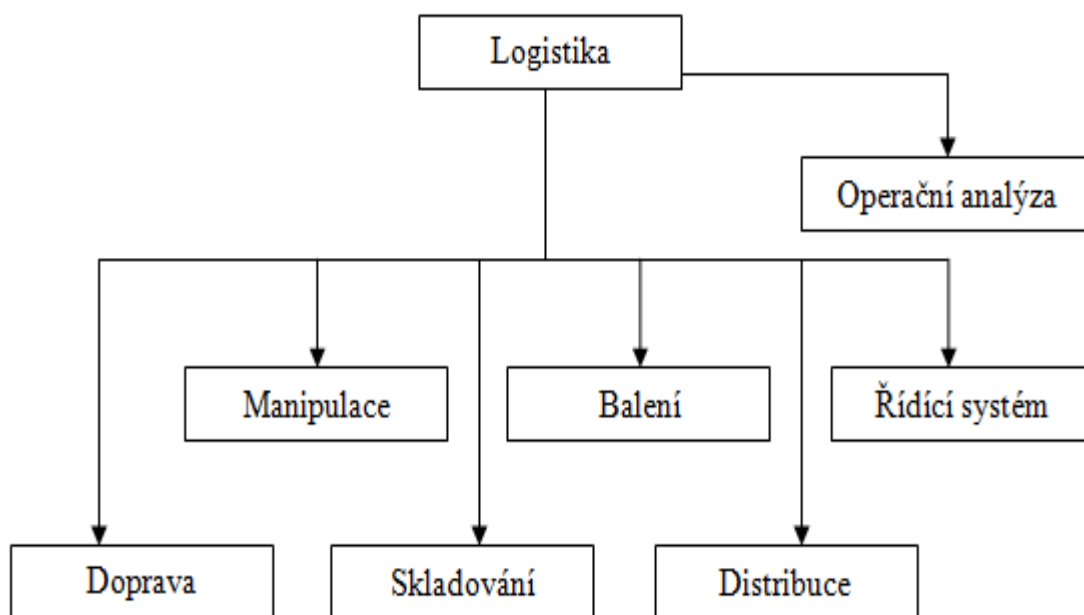 Logistika
Operační analýza
Manipulace
Balení
Řídící systém
Doprava
Skladování
Distribuce